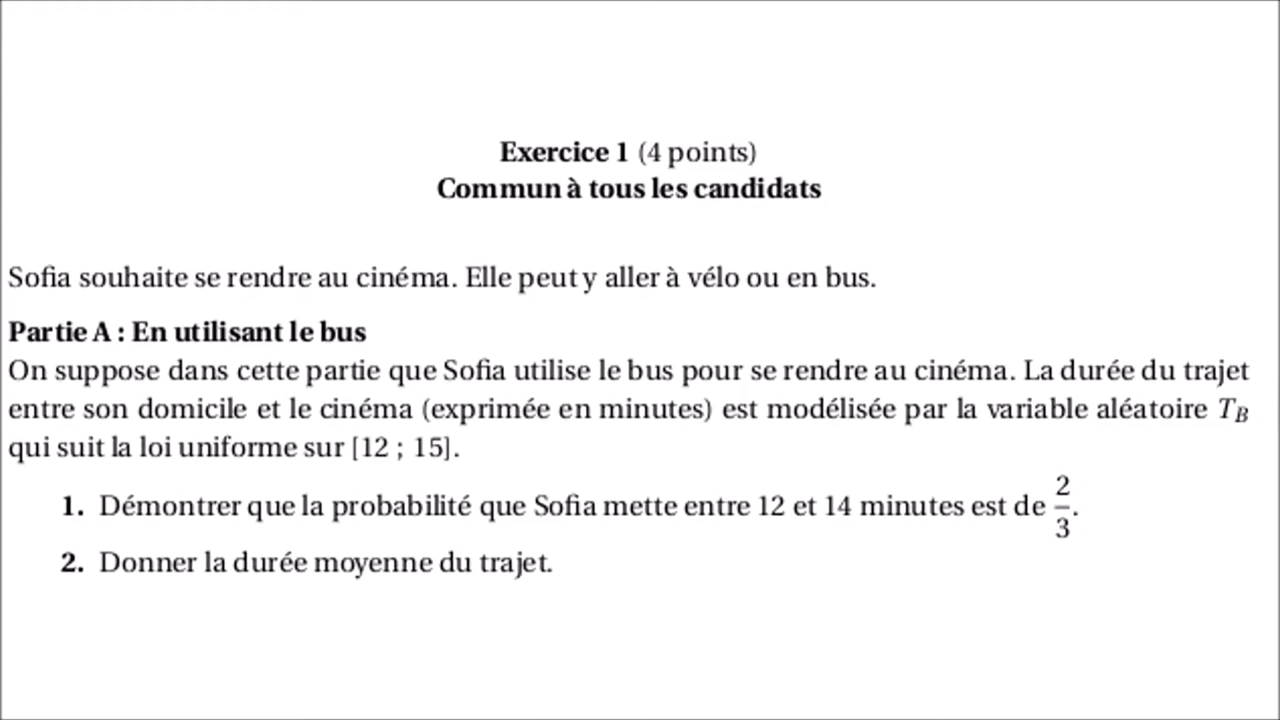 Exercice 1 (4 points)
Commun à tous les candidats
Sofia souhaite se rendre au cinéma. Elle peut y aller à vélo ou en bus.
Partie A : En utilisant le bus
On suppose dans cette partie que Sofia utilise le bus pour se rendre au cinéma. La durée du trajet
entre son domicile et le cinéma (exprimée en minutes) est modélisée par la variable aléatoire T_B
qui suit la loi uniforme sur [12 ; 15].
1. Démontrer que la probabilité que Sofia mette entre 12 et 14 minutes est de 2/3.
2. Donner la durée moyenne du trajet.